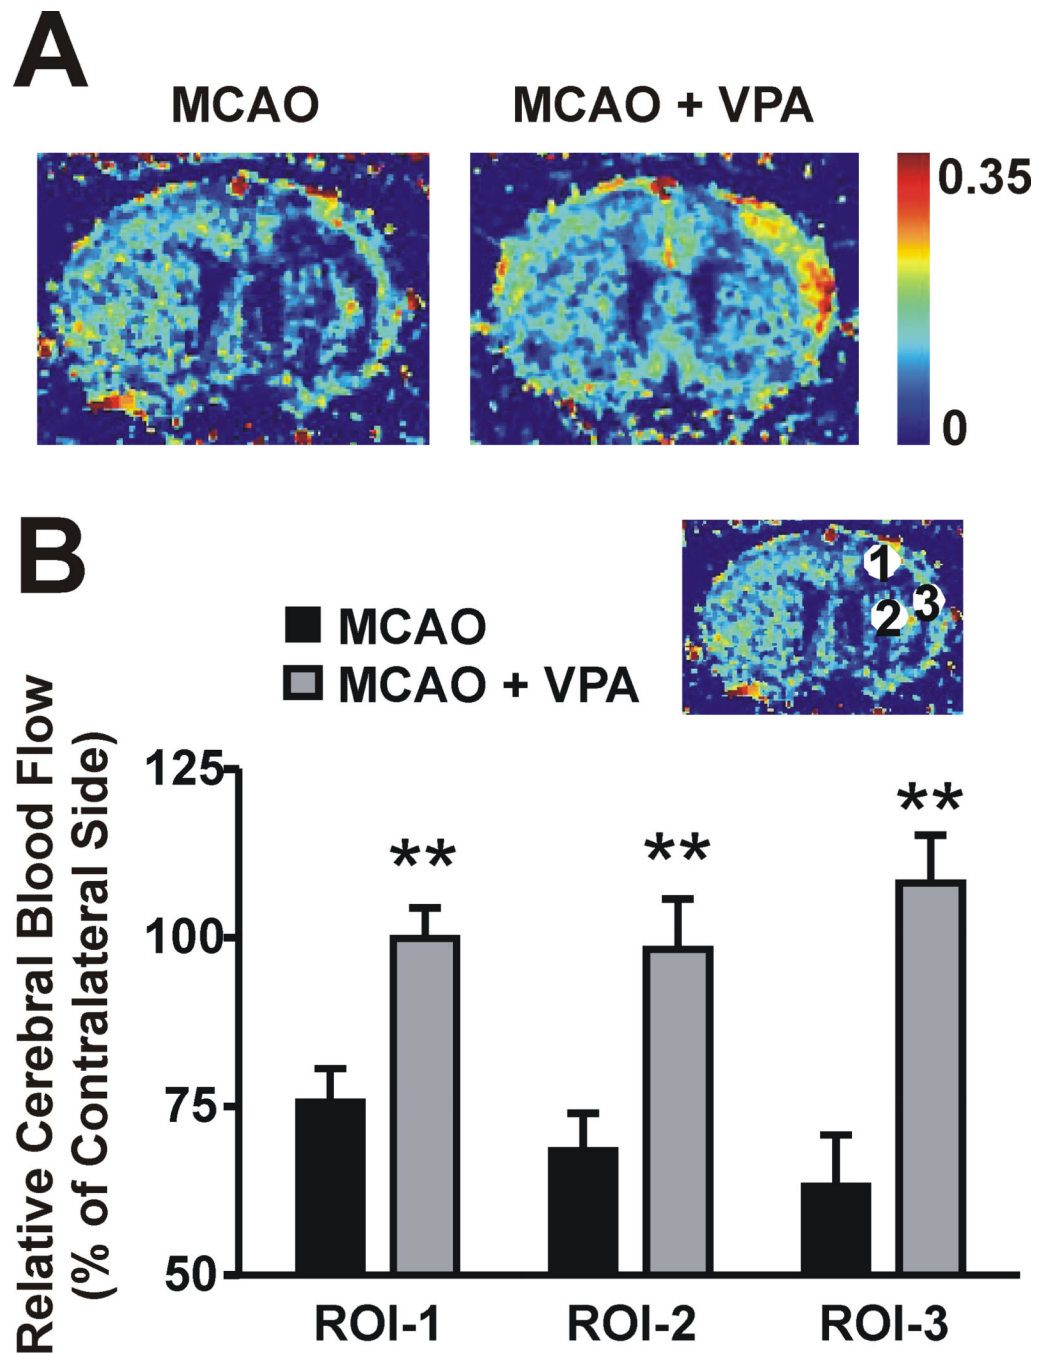 A
MCAO
MCAO + VPA
0.35
0
B
1
2
3
MCAO
MCAO + VPA
Relative Cerebral Blood Flow
(% of Contralateral Side)
125
100
75
50
**
**
**
ROI-1
ROI-2
ROI-3